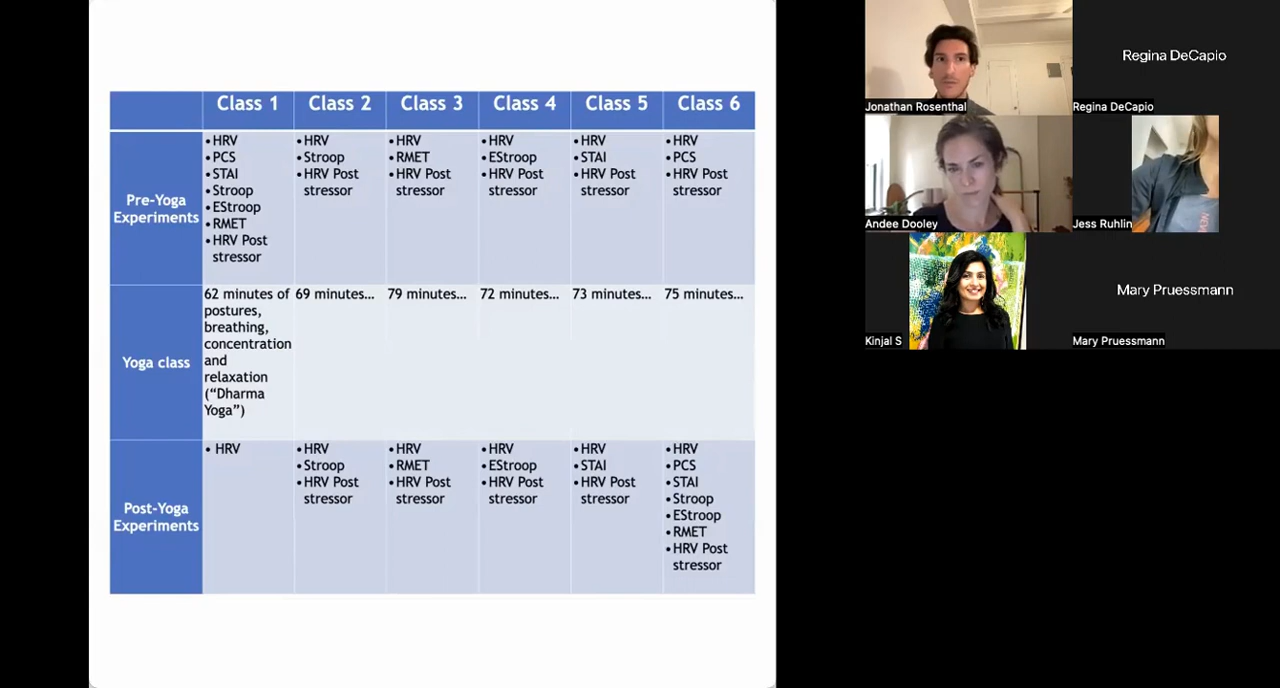 Class 1 Class 2 Class 3 Class 4 Class 5 Class 6
Pre-Yoga
Experiments
•HRV
•PCS
•STAI
•Stroop
•EStroop
•RMET
•HRV Post
stressor
•HRV
•Stroop
•HRV Post
stressor
•HRV
•RMET
•HRV Post
stressor
•HRV
•EStroop
•HRV Post
stressor
•HRV
•STAI
•HRV Post
stressor
•HRV
•PCS
•HRV Post
stressor
Yoga class
62 minutes of
postures,
breathing,
concentration
and
relaxation
(“Dharma
Yoga”)
69 minutes…
79 minutes…
72 minutes…
73 minutes…
75 minutes…
Post-Yoga
Experiments
• HRV
•HRV
•Stroop
•HRV Post
stressor
•HRV
•RMET
•HRV Post
stressor
•HRV
•EStroop
•HRV Post
stressor
•HRV
•STAI
•HRV Post
stressor
•HRV
•PCS
•STAI
•Stroop
•EStroop
•RMET
•HRV Post
stressor
Jonathan Rosenthal
Regina DeCapio
Regina DeCapio
Andee Dooley
Jess Ruhlin
Kinjal S
Mary Pruessmann
Mary Pruessmann